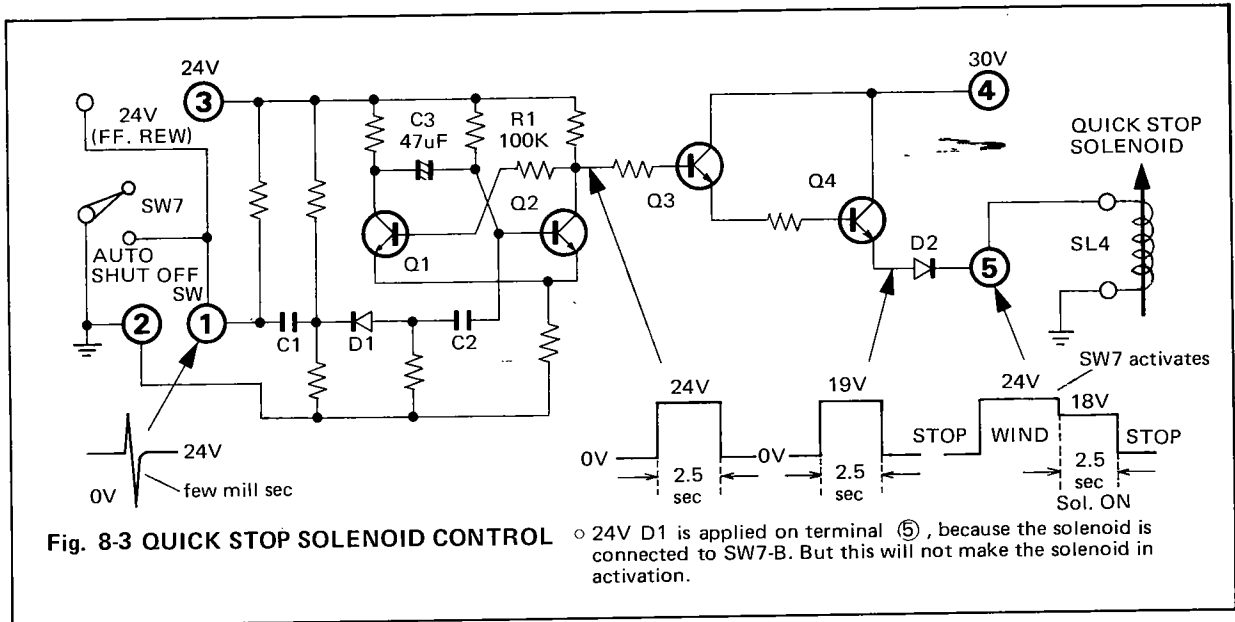 24V
3
24V
(FF. REW)
SW7
AUTO
SHUT OFF
SW
2
1
C1
D1
C2
C3
47uF
R1
100K
Q1
Q2
Q3
Q4
30V
4
D2
5
QUICK STOP
SOLENOID
SL4
24V
0V
few mill sec
24V
0V
2.5
sec
19V
0V
2.5
sec
SW7 activates
24V
18V
STOP
WIND
STOP
2.5
sec
Sol. ON
Fig. 8-3 QUICK STOP SOLENOID CONTROL
○ 24V D1 is applied on terminal ⑤, because the solenoid is
connected to SW7-B. But this will not make the solenoid in
activation.